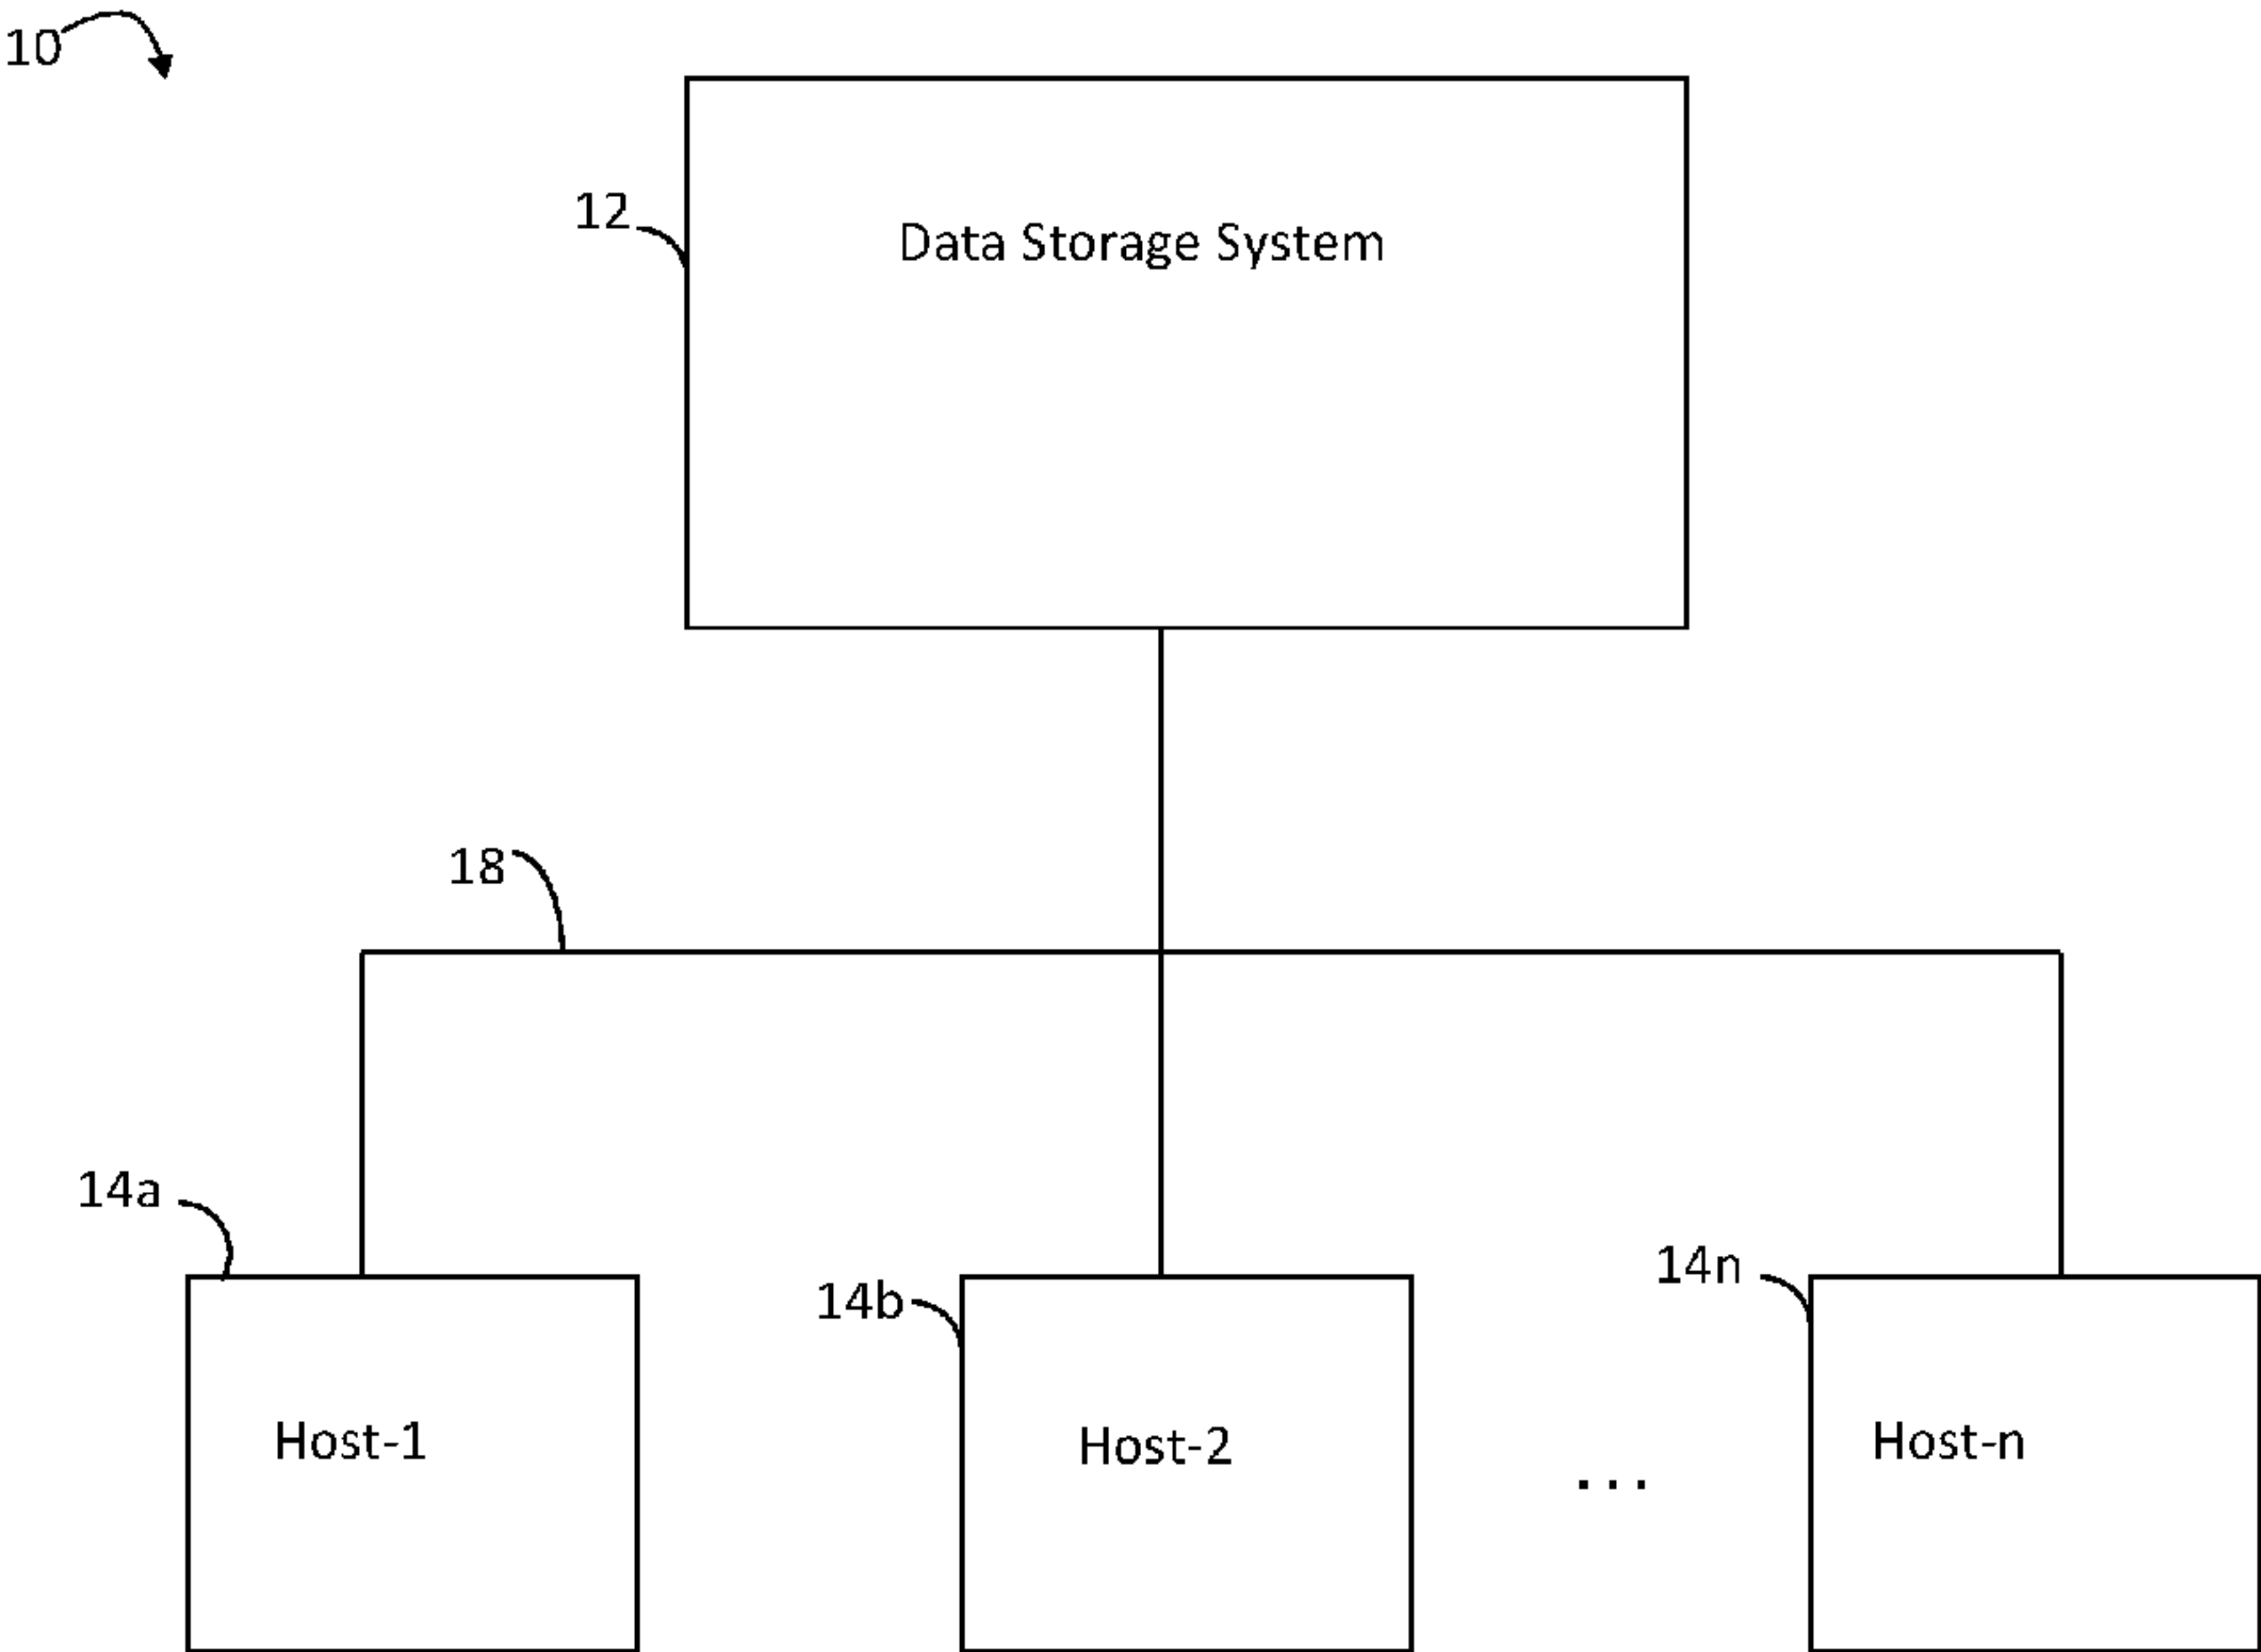 10
12
Data Storage System
18
14a
14b
14n
Host-1
Host-2
...
Host-n